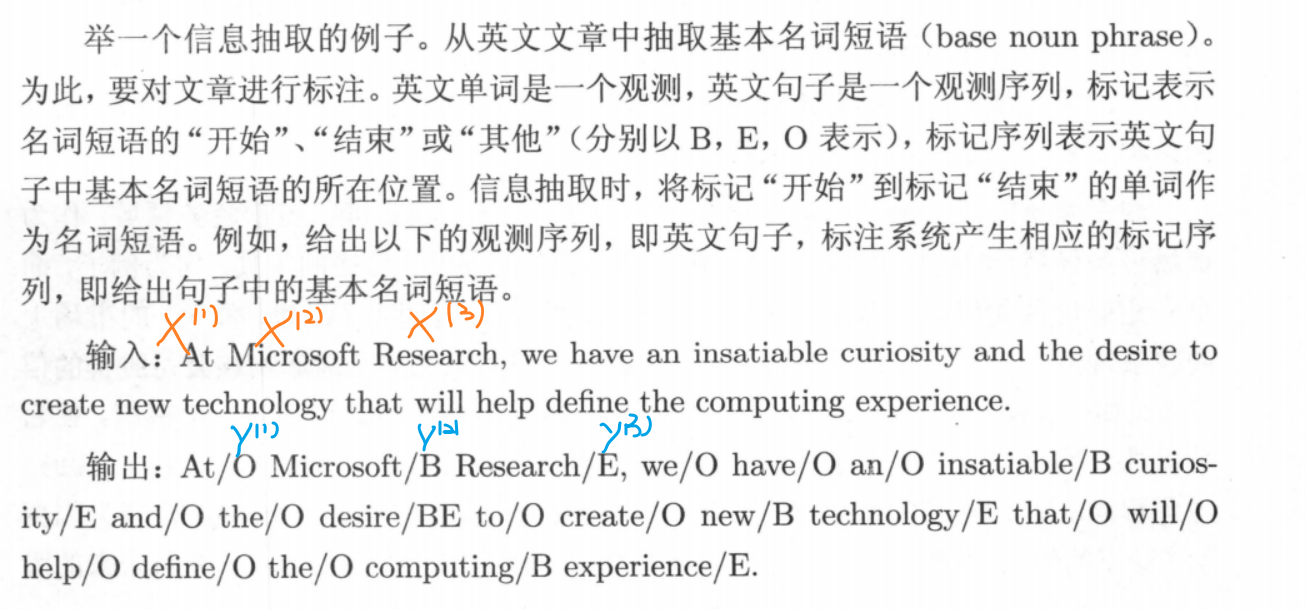 举一个信息抽取的例子。从英文文章中抽取基本名词短语（base noun phrase）。
为此，要对文章进行标注。英文单词是一个观测，英文句子是一个观测序列，标记表示
名词短语的“开始”、“结束”或“其他”（分别以 B，E，O 表示），标记序列表示英文句
子中基本名词短语的所在位置。信息抽取时，将标记“开始”到标记“结束”的单词作
为名词短语。例如，给出以下的观测序列，即英文句子，标注系统产生相应的标记序
列，即给出句子中的基本名词短语。
X(1) X(2) X(3)
输入：At Microsoft Research, we have an insatiable curiosity and the desire to
create new technology that will help define the computing experience.
Y(1) Y(2) Y(3)
输出：At/O Microsoft/B Research/E, we/O have/O an/O insatiable/B curios-
ity/E and/O the/O desire/BE to/O create/O new/B technology/E that/O will/O
help/O define/O the/O computing/B experience/E.